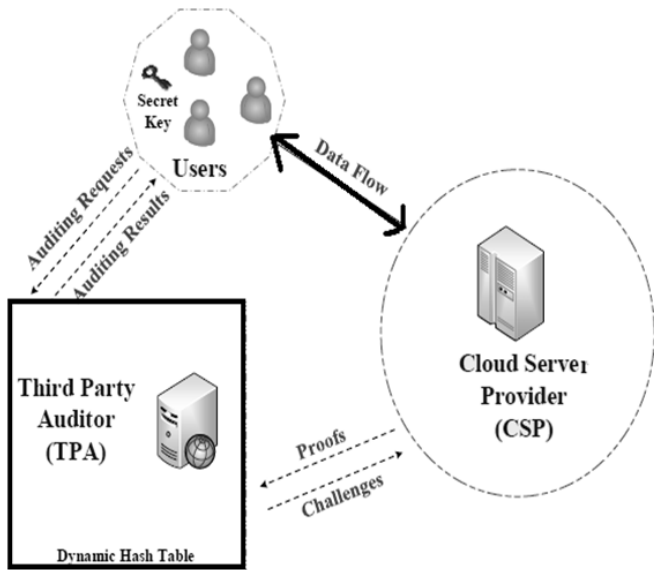 Secret
Key
Users
Data Flow
Auditing Requests
Auditing Results
Third Party
Auditor
(TPA)
Dynamic Hash Table
Cloud Server
Provider
(CSP)
Proofs
Challenges